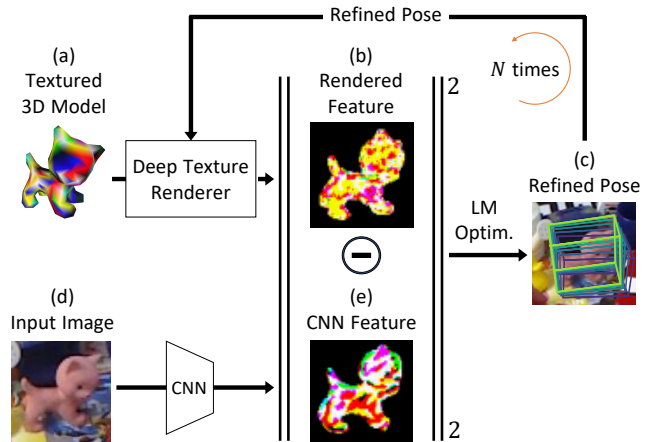 Refined Pose
(a)
Textured
3D Model
(b)
Rendered
Feature
2
N times
Deep Texture
Renderer
(c)
Refined Pose
LM
Optim.
(d)
Input Image
(e)
CNN Feature
CNN
2